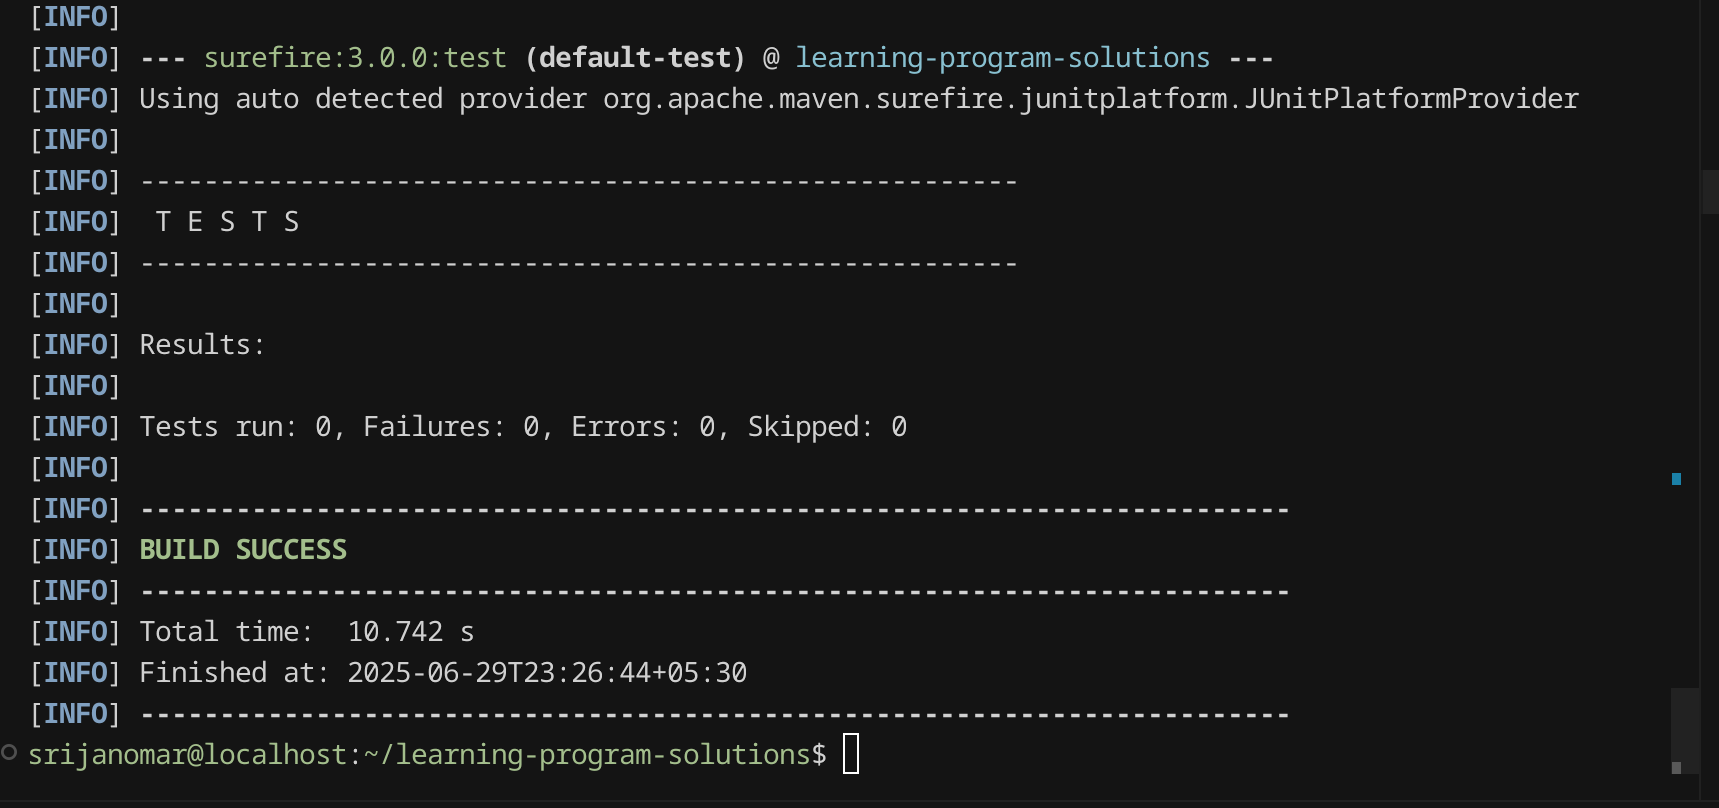 [INFO]
[INFO] --- surefire:3.0.0:test (default-test) @ learning-program-solutions ---
[INFO] Using auto detected provider org.apache.maven.surefire.junitplatform.JUnitPlatformProvider
[INFO]
[INFO] -------------------------------------------------------
[INFO]  T E S T S
[INFO] -------------------------------------------------------
[INFO]
[INFO] Results:
[INFO]
[INFO] Tests run: 0, Failures: 0, Errors: 0, Skipped: 0
[INFO]
[INFO] ------------------------------------------------------------------------
[INFO] BUILD SUCCESS
[INFO] ------------------------------------------------------------------------
[INFO] Total time:  10.742 s
[INFO] Finished at: 2025-06-29T23:26:44+05:30
[INFO] ------------------------------------------------------------------------
srijanomar@localhost:~/learning-program-solutions$